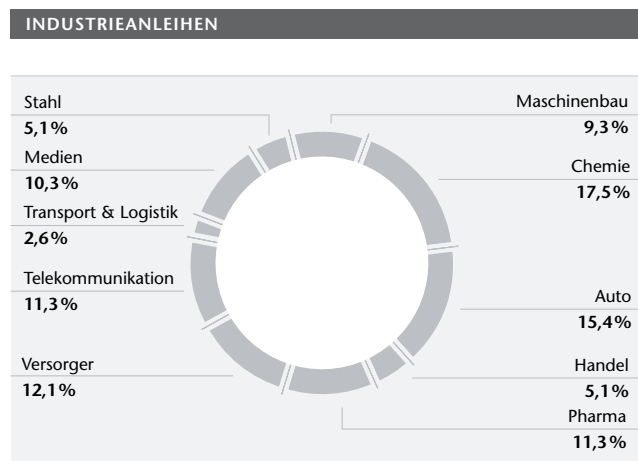 INDUSTRIEANLEIHEN
Stahl
5,1%
Medien
10,3%
Transport & Logistik
2,6%
Telekommunikation
11,3%
Versorger
12,1%
Maschinenbau
9,3%
Chemie
17,5%
Auto
15,4%
Handel
5,1%
Pharma
11,3%